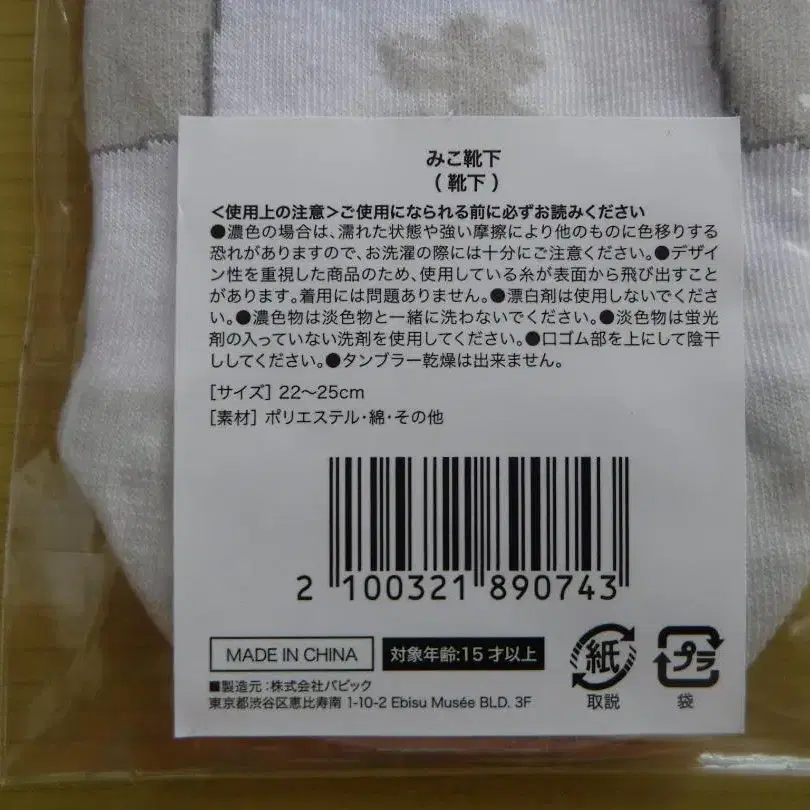 みこ靴下
(靴下)
<使用上の注意>ご使用になられる前に必ずお読みください
●濃色の場合は、濡れた状態や強い摩擦により他のものに色移りする
恐れがありますので、お洗濯の際には十分にご注意ください。●デザイ
ン性を重視した商品のため、使用している糸が表面から飛び出すこと
があります。着用には問題ありません。●漂白剤は使用しないでくださ
い。●濃色物は淡色物と一緒に洗わないでください。●淡色物は蛍光
剤の入っていない洗剤を使用してください。●口ゴム部を上にして陰干
ししてください。●タンブラー乾燥は出来ません。
[サイズ] 22〜25cm
[素材] ポリエステル・綿・その他
2 100321 890743
MADE IN CHINA 対象年齢:15才以上
紙 プラ
取説 袋
■製造元:株式会社パピック
東京都渋谷区恵比寿南 1-10-2 Ebisu Musée BLD. 3F